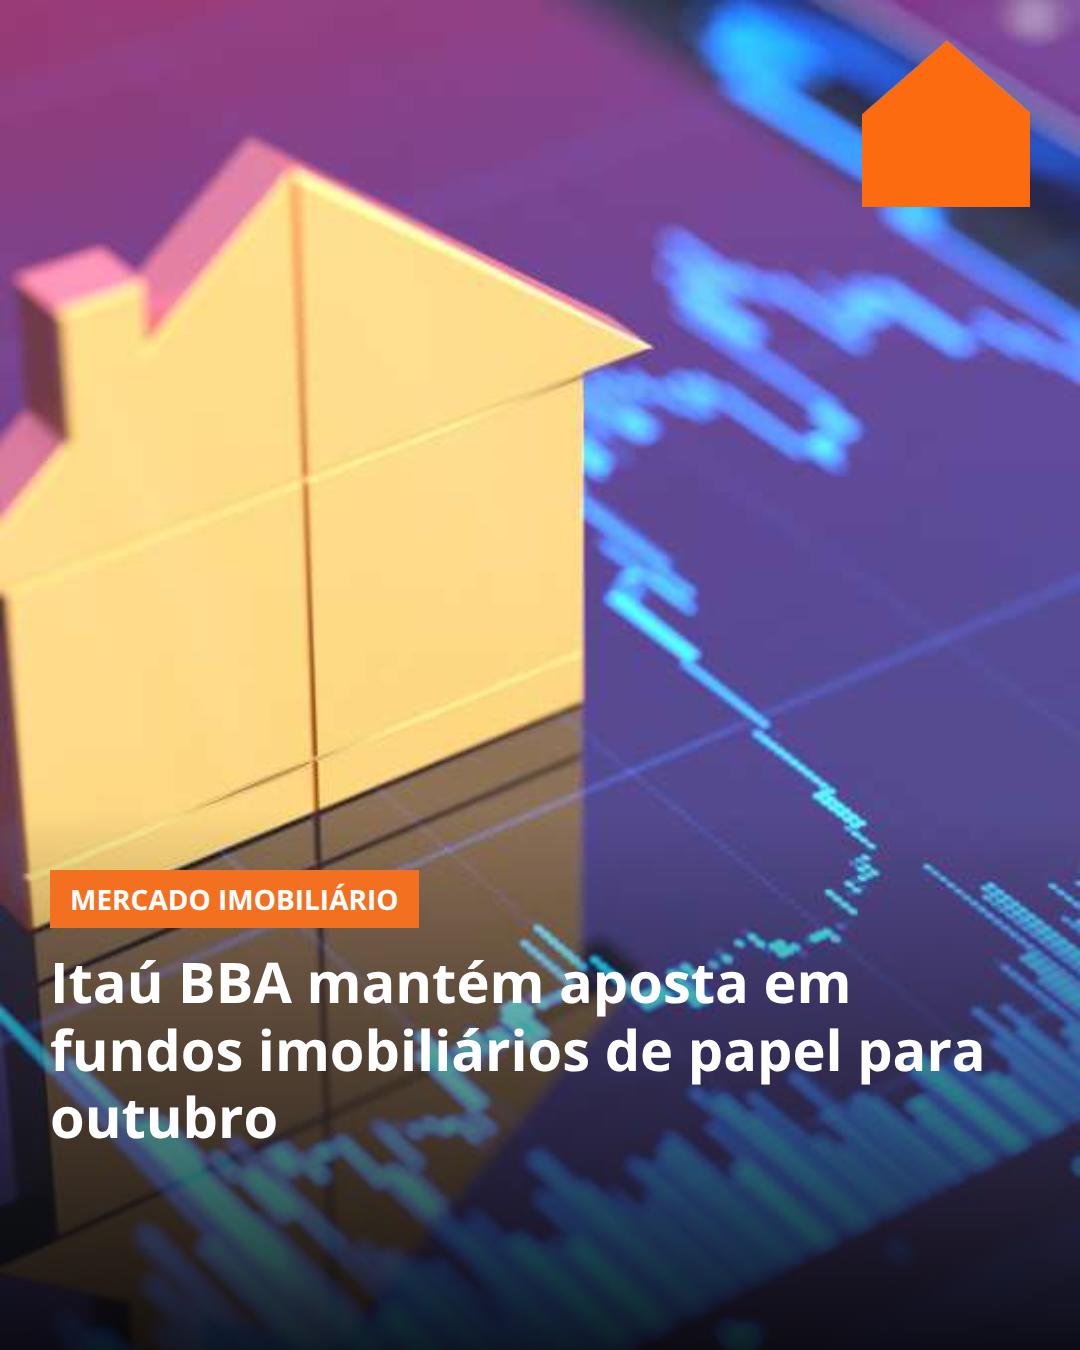 MERCADO IMOBILIÁRIO
Itaú BBA mantém aposta em
fundos imobiliários de papel para
outubro